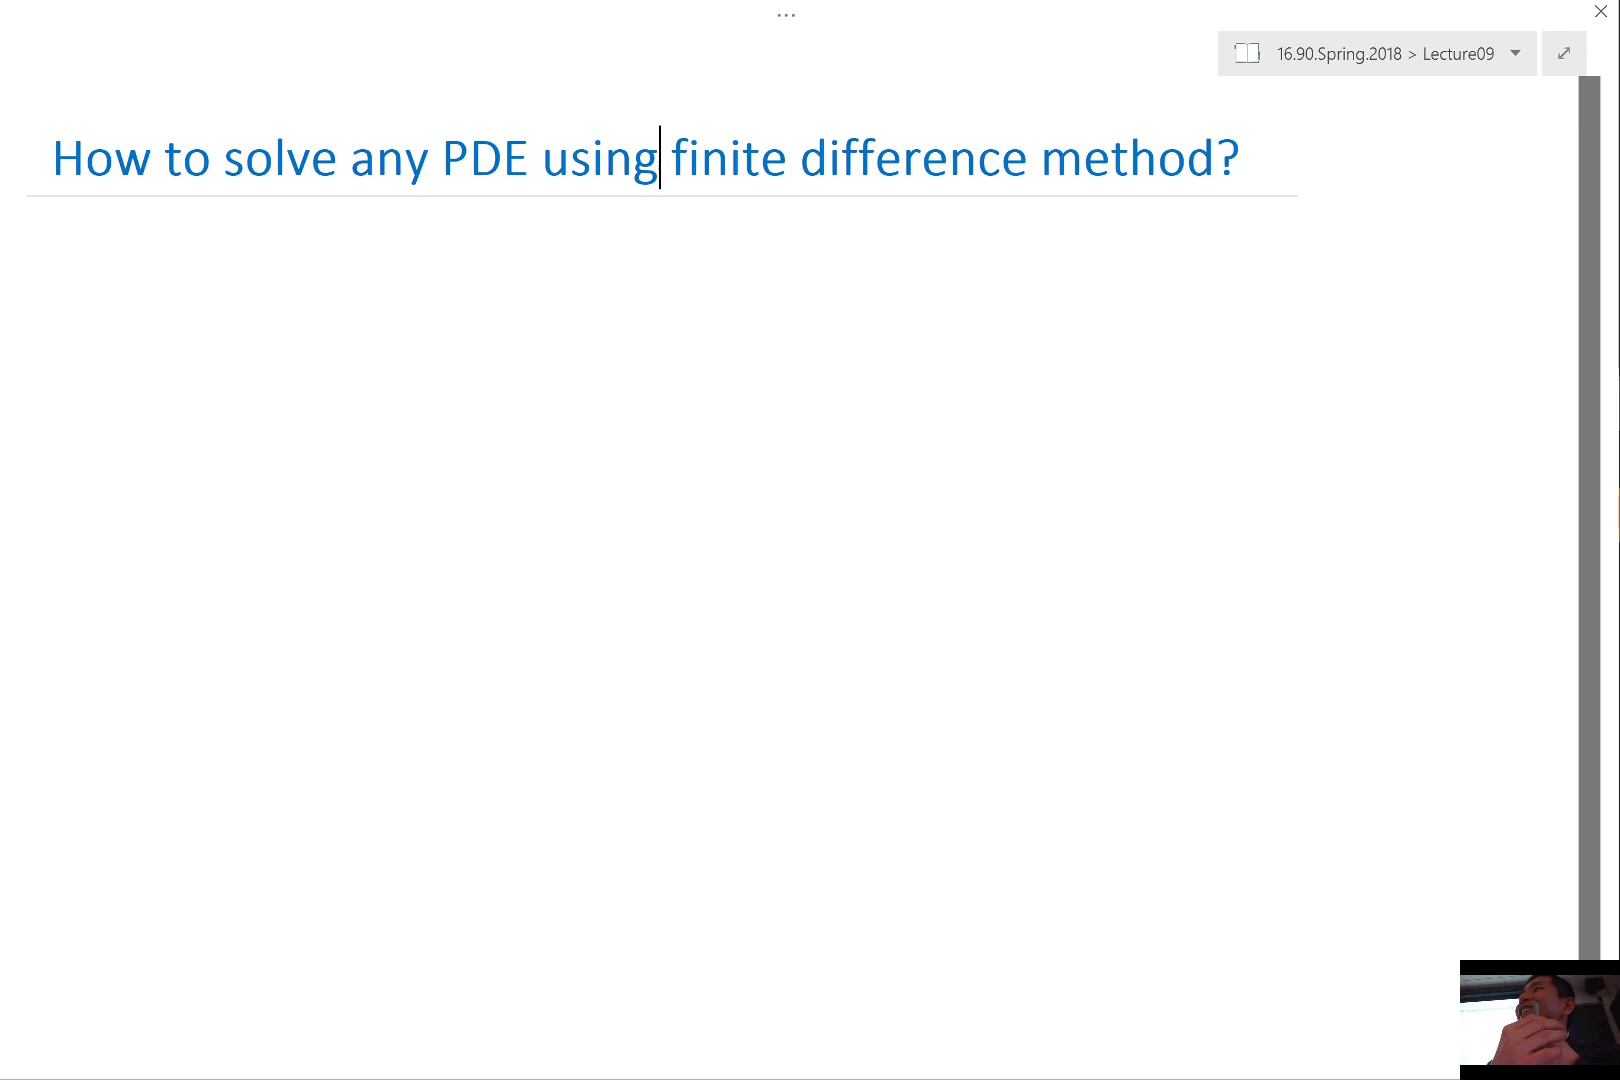 16.90.Spring.2018 > Lecture09
How to solve any PDE using finite difference method?